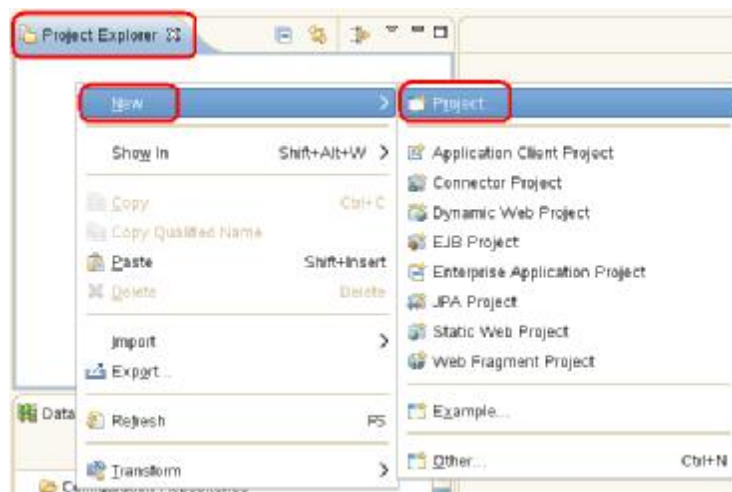 Project Explorer
New
Project...
Show In Shift+Alt+W
Application Client Project
Connector Project
Copy Ctrl+C
Dynamic Web Project
Copy Qualified Name
EJB Project
Paste Shift+Insert
Enterprise Application Project
Delete Delete
JPA Project
Static Web Project
Import
Web Fragment Project
Export...
Data
Example...
Refresh F5
Transform
Other... Ctrl+N